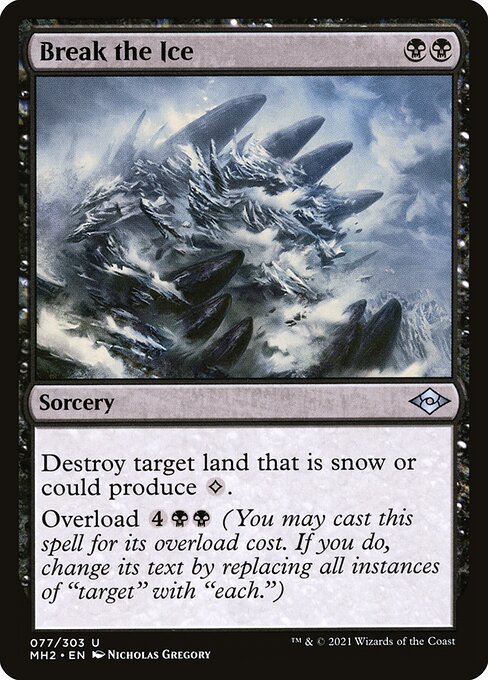 Break the Ice
Sorcery
Destroy target land that is snow or
could produce .
Overload 4 (You may cast this
spell for its overload cost. If you do,
change its text by replacing all instances
of “target” with “each.”)
077/303 U
MH2 • EN Nicholas Gregory
™ & © 2021 Wizards of the Coast